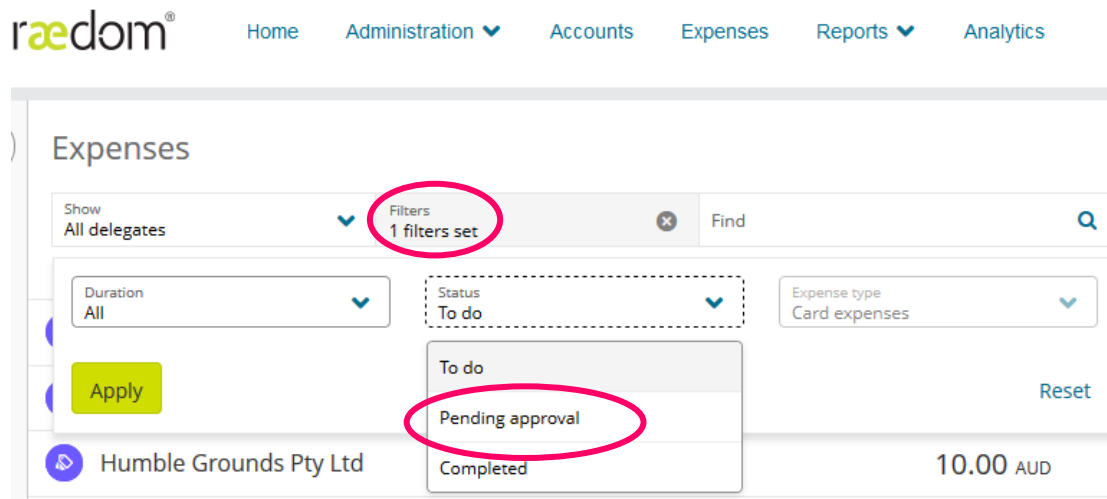 rædom®
Home Administration Accounts Expenses Reports Analytics
Expenses
Show
All delegates
Filters
1 filters set
Find
Duration
All
Status
To do
Expense type
Card expenses
To do
Pending approval
Completed
Apply
Reset
Humble Grounds Pty Ltd 10.00 AUD